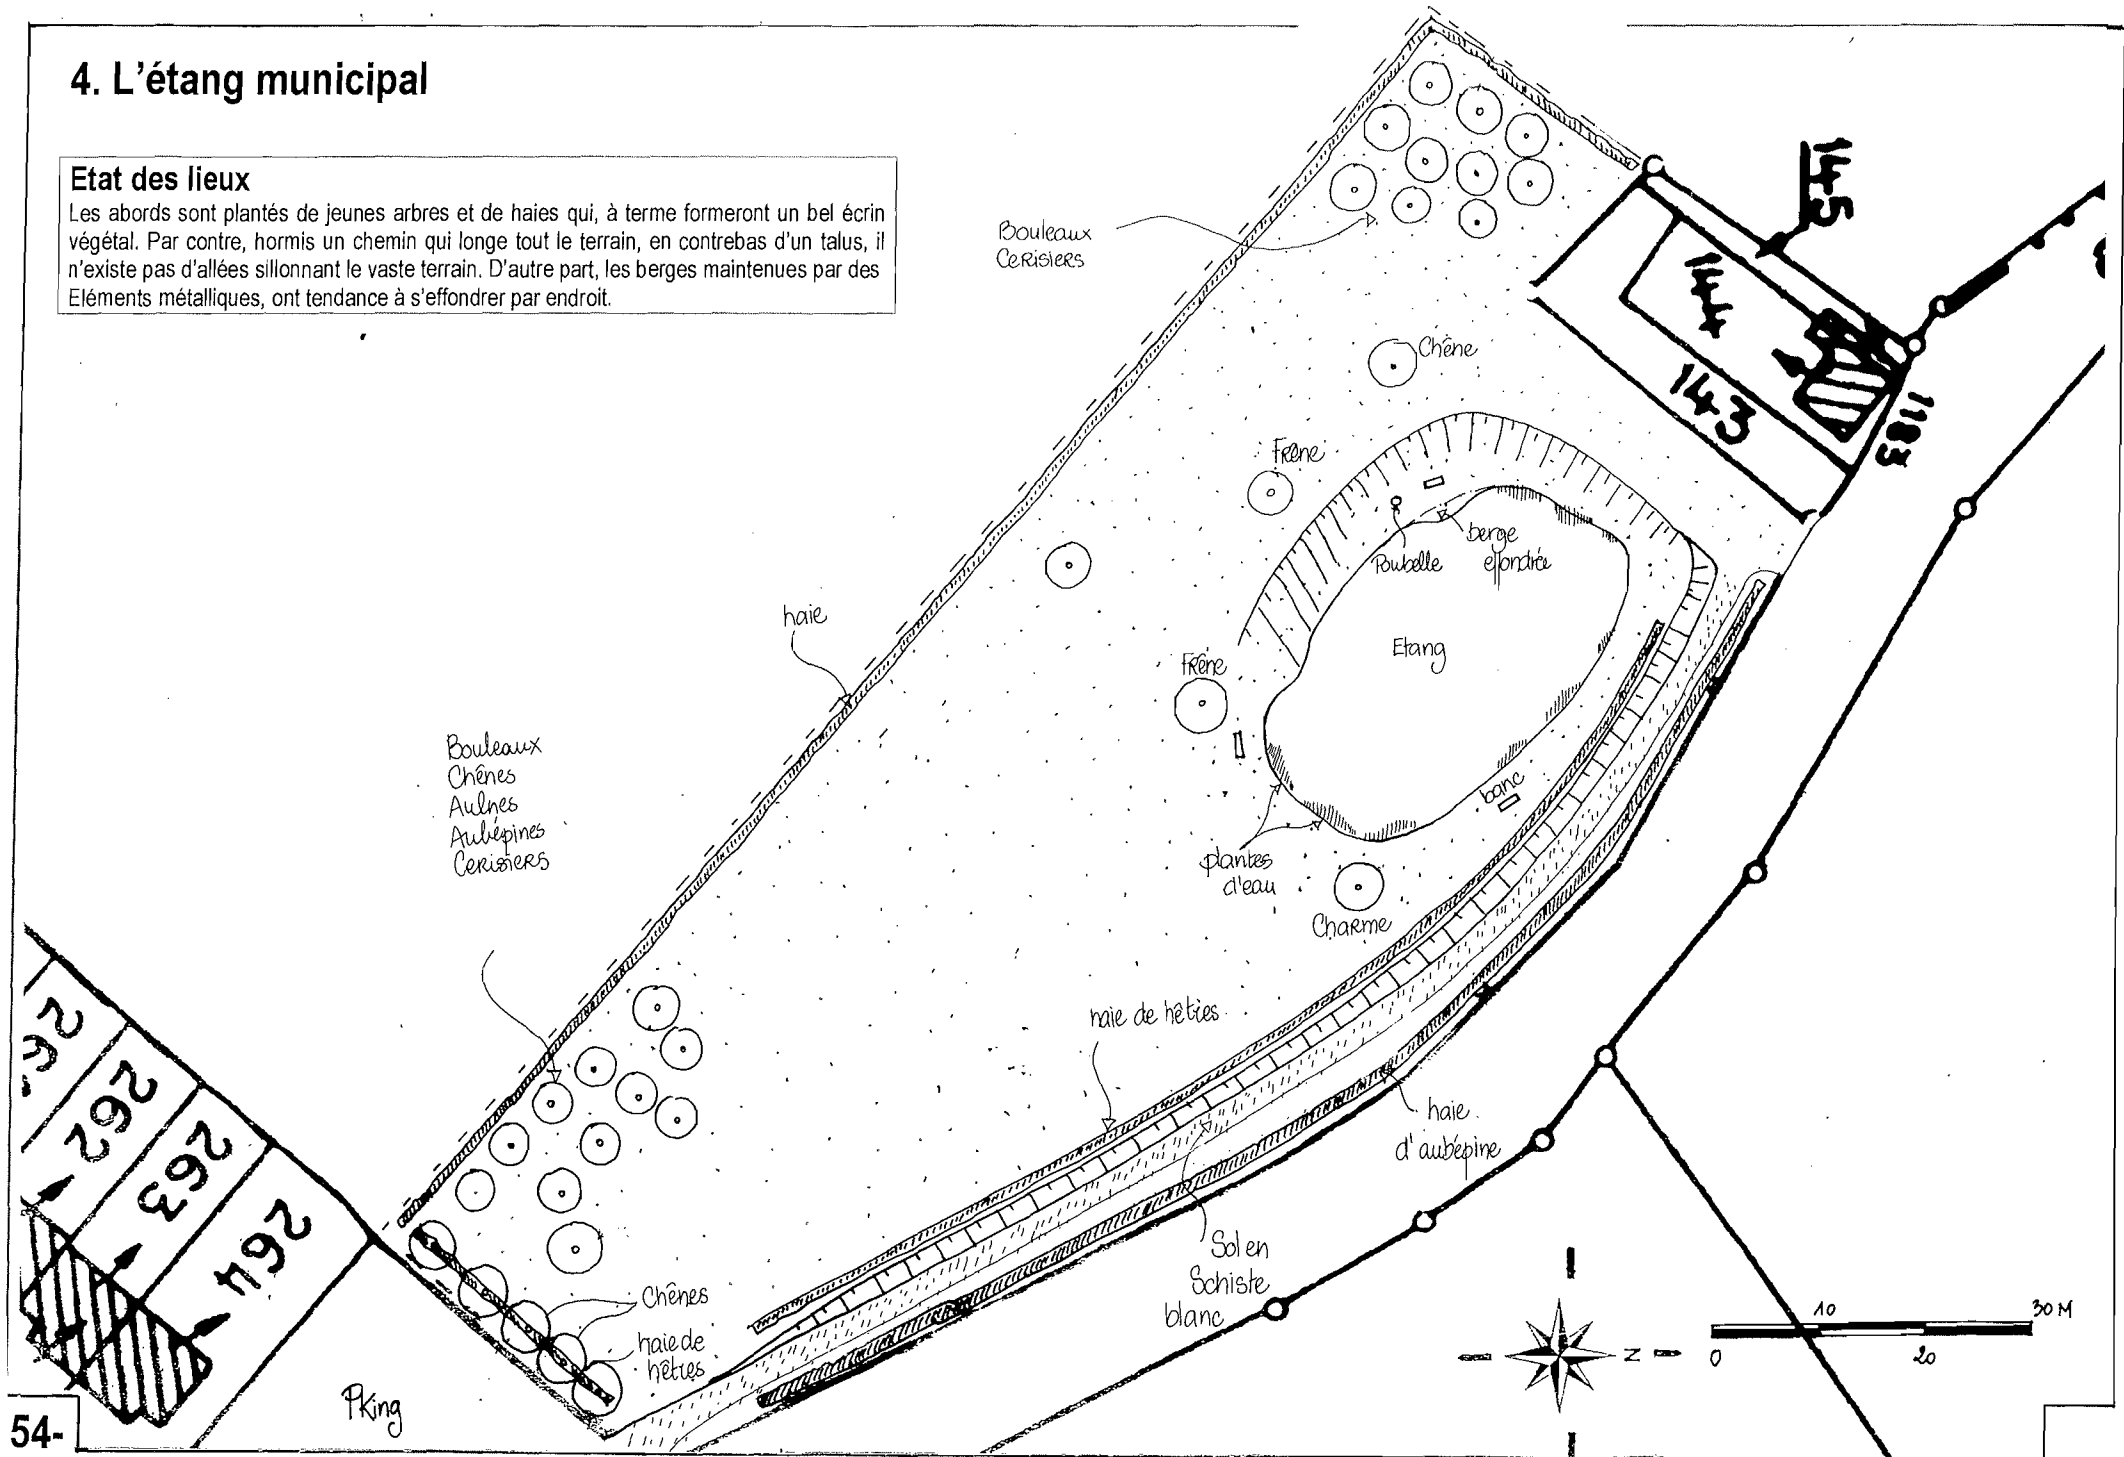 4. L'étang municipal
Etat des lieux
Les abords sont plantés de jeunes arbres et de haies qui, à terme formeront un bel écrin
végétal. Par contre, hormis un chemin qui longe tout le terrain, en contrebas d'un talus, il
n'existe pas d'allées sillonnant le vaste terrain. D'autre part, les berges maintenues par des
Eléments métalliques, ont tendance à s'effondrer par endroit.
Bouleaux
Cerisiers
145
144
143
1183
Chêne
Frêne
Poubelle
berge
effondrée
Etang
haie
Frêne
Bouleaux
Chênes
Aulnes
Aubépines
Cerisiers
banc
plantes
d'eau
Charme
haie de hêtres
haie
d'aubépine
Sol en
Schiste
blanc
262
263
264
Chênes
haie de
hêtres
Pking
N
0 10 20 30 M
54-